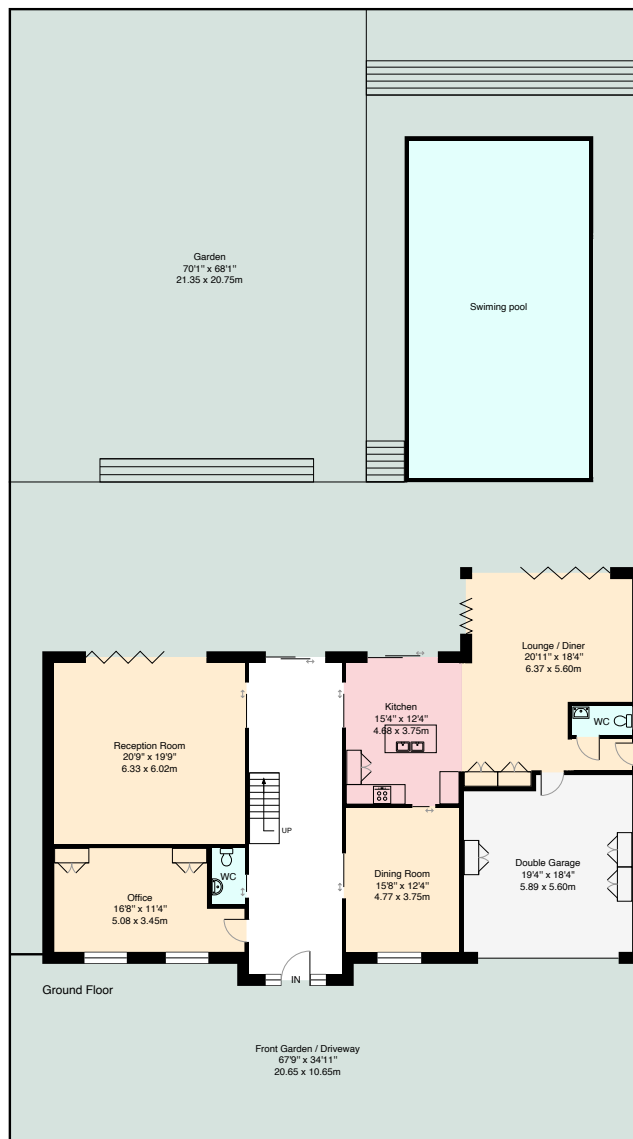 Garden
70'1" x 68'1"
21.35 x 20.75m
Swiming pool
Lounge / Diner
20'11" x 18'4"
6.37 x 5.60m
Kitchen
15'4" x 12'4"
4.68 x 3.75m
WC
Reception Room
20'9" x 19'9"
6.33 x 6.02m
UP
Double Garage
19'4" x 18'4"
5.89 x 5.60m
Dining Room
15'8" x 12'4"
4.77 x 3.75m
WC
Office
16'8" x 11'4"
5.08 x 3.45m
IN
Ground Floor
Front Garden / Driveway
67'9" x 34'11"
20.65 x 10.65m